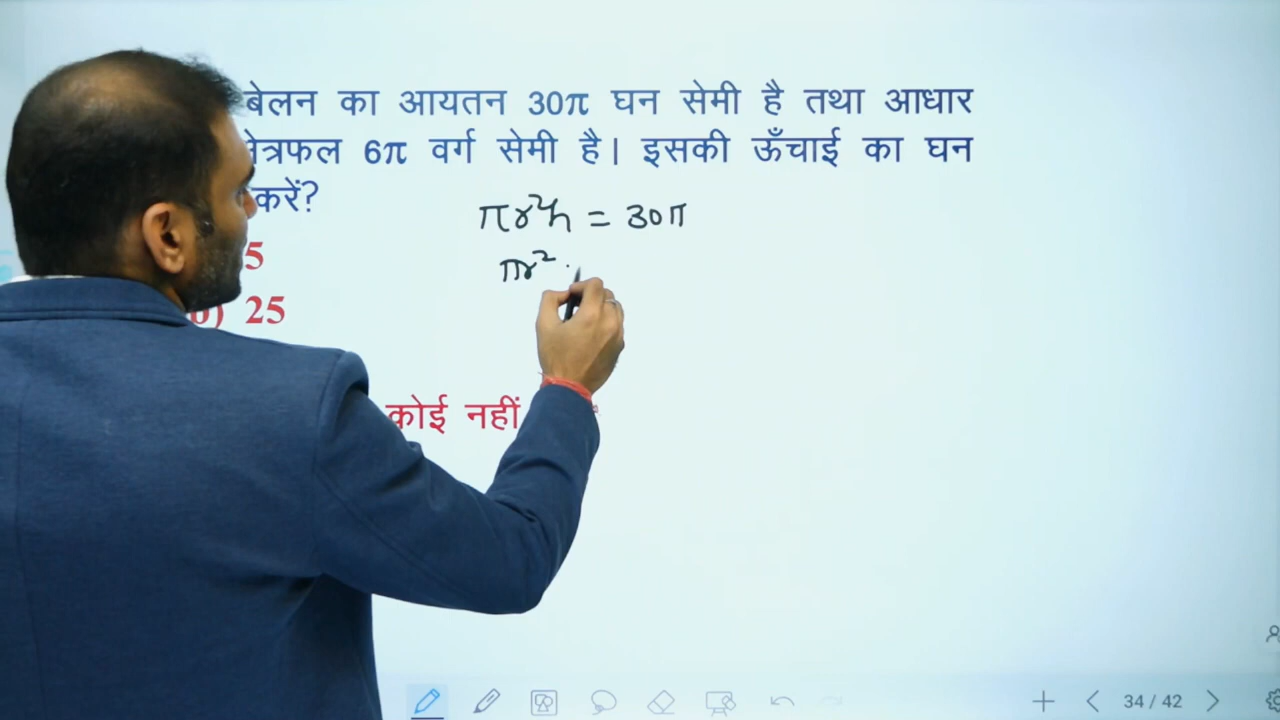 बेलन का आयतन 30π घन सेमी है तथा आधार
6π वर्ग सेमी है। इसकी ऊँचाई का घन
करें?
πr²h = 30π
πr²
5
) 25
कोई नहीं
34 / 42